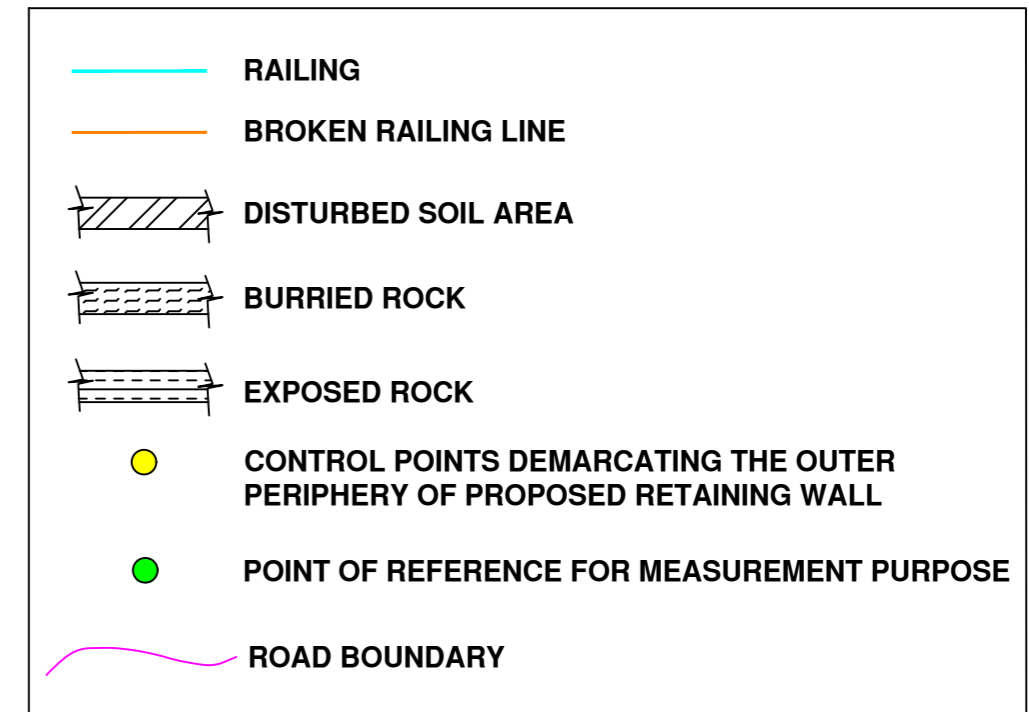 RAILING
BROKEN RAILING LINE
DISTURBED SOIL AREA
BURRIED ROCK
EXPOSED ROCK
CONTROL POINTS DEMARCATING THE OUTER
PERIPHERY OF PROPOSED RETAINING WALL
POINT OF REFERENCE FOR MEASUREMENT PURPOSE
ROAD BOUNDARY